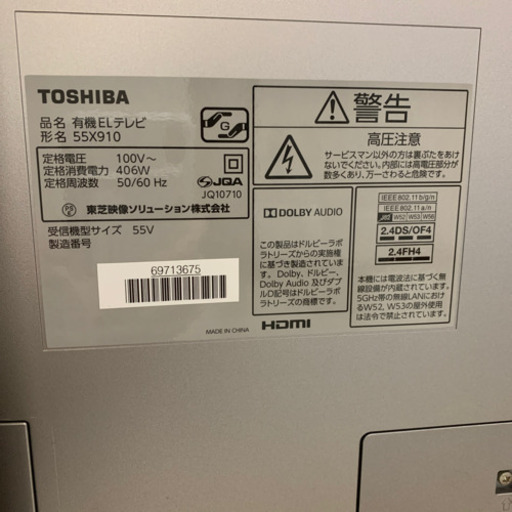 TOSHIBA
品名 有機ELテレビ
形名 55X910
定格電圧 100V～
定格消費電力 406W
定格周波数 50/60 Hz
JQA
JQ10710
東芝映像ソリューション株式会社
受信機型サイズ 55V
製造番号
69713675
MADE IN CHINA
G
警告
高圧注意
サービスマン以外の方は裏ぶたをあけ
ないでください。内部には高電圧部分が
数多くあり、万一さわると危険です。
DOLBY AUDIO
この製品はドルビーラボ
ラトリーズからの実施権
に基づき製造されています。
Dolby、ドルビー、
Dolby Audio 及びダブ
ルD記号はドルビーラボ
ラトリーズの商標です。
HDMI
IEEE802.11b/g/n
IEEE802.11a/n
W52 W53 W56
2.4DS/OF4
2.4FH4
本機には電波法に基づく無
線設備が内蔵されています。
5GHz帯の無線LANにおけ
るW52、W53の屋外使用
は法令で禁止されています。